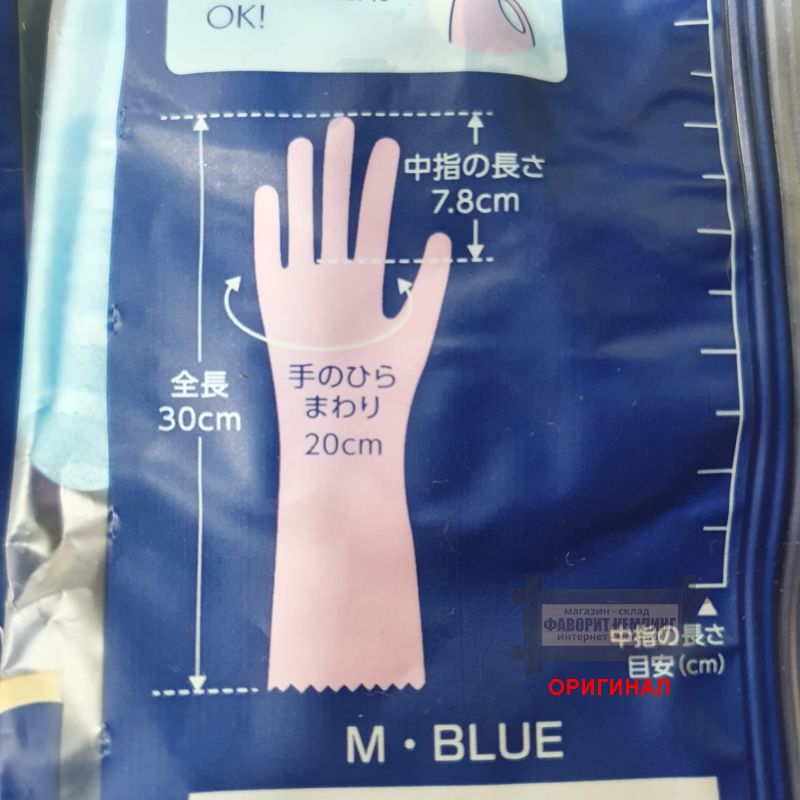 OK!
中指の長さ
7.8cm
全長
30cm
手のひら
まわり
20cm
магазин - склад
ФАВОРИТ КЕМПИНГ
интернет
中指の長さ
目安(cm)
ОРИГИНАЛ
M・BLUE